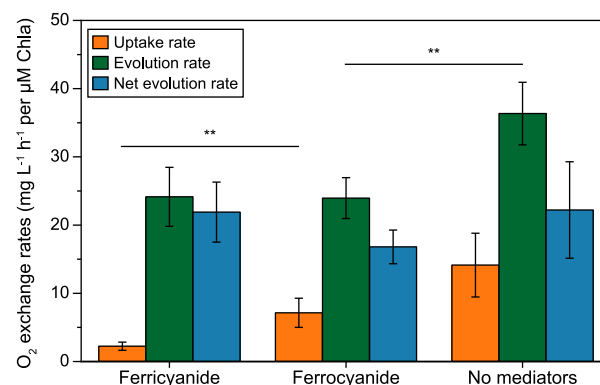 50
40
30
20
10
0
O₂ exchange rates (mg L⁻¹ h⁻¹ per µM Chla)
Uptake rate
Evolution rate
Net evolution rate
**
**
Ferricyanide
Ferrocyanide
No mediators